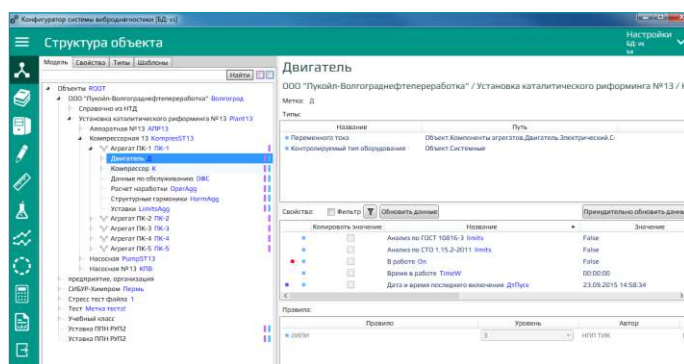 Конфигуратор системы вибродиагностики [БД: vs]
Структура объекта
Настройки
БД: vs
sa
Модель Свойства Типы Шаблоны
Найти
Объекты ROOT
ООО "Лукойл-Волгограднефтепереработка" Волгоград
Справочно из НТД
Установка каталитического риформинга №13 Plant13
Аппаратная №13 АПР13
Компрессорная 13 KompresST13
Агрегат ПК-1 ПК-1
Двигатель Д
Компрессор К
Данные по обслуживанию ОФС
Расчет наработки OperAgg
Структурные гармоники HarmAgg
Уставки LimitsAgg
Агрегат ПК-2 ПК-2
Агрегат ПК-3 ПК-3
Агрегат ПК-4 ПК-4
Агрегат ПК-5 ПК-5
Насосная PumpST13
Насосная №13 КПВ
предприятие, организация
СИБУР-Химпром Пермь
Стресс тест файла 1
Тест Метка теста!
Учебный класс
Уставка ППН РУП2
Уставка ППН РУП2
Двигатель
ООО "Лукойл-Волгограднефтепереработка" / Установка каталитического риформинга №13 /
Метка: Д
Типы:
Название Путь
Переменного тока Объект.Компоненты агрегатов.Двигатель.Электрический.С
Контролируемый тип оборудования Объект.Системные
Свойства: Фильтр Обновить данные Принудительно обновить данн
Копировать значение Название Значение
Анализ по ГОСТ 10816-3 limits False
Анализ по СТО 1.15.2-2011 limits False
В работе On False
Время в работе TimeW 00:00:00
Дата и время последнего включения ДтПуск 23.09.2015 14:58:34
Правила:
Правило Уровень Автор
3 НПП ТИК